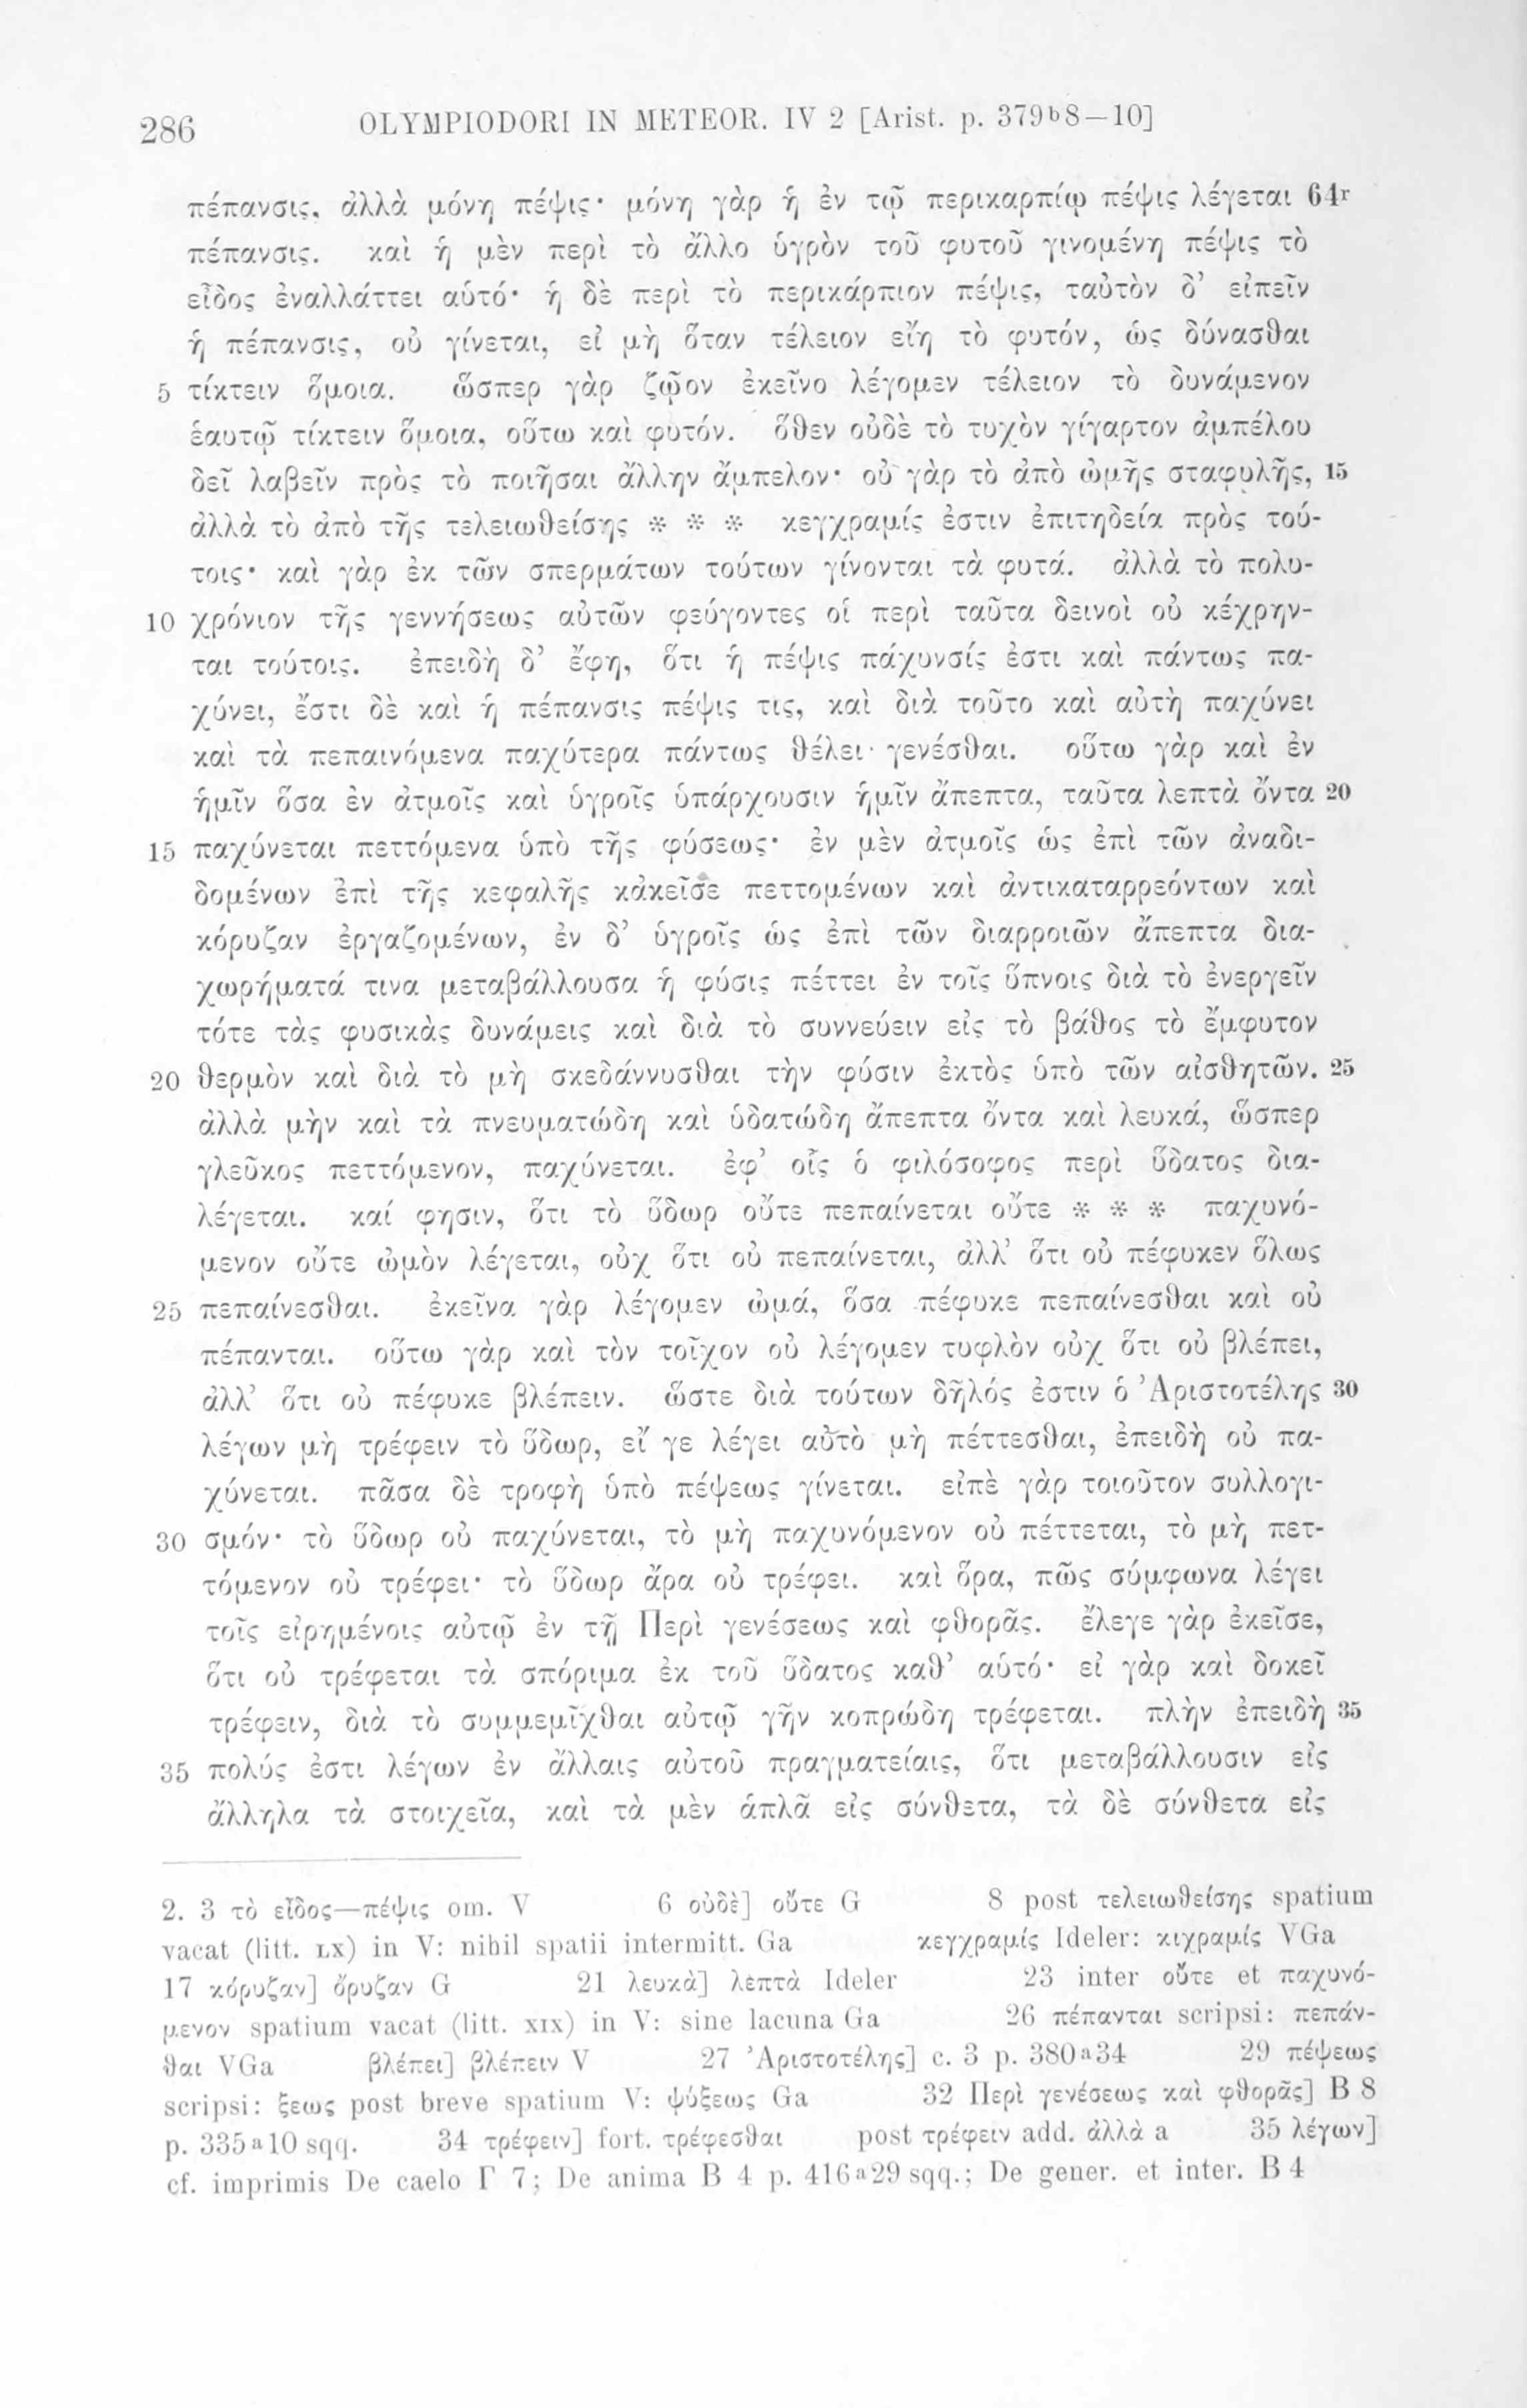 286 OLYMPIODORI IN METEOR. IV 2 [Arist. p. 379b8—10]
πέπανσις, ἀλλὰ μόνη πέψις· μόνη γὰρ ἡ ἐν τῷ περικαρπίῳ πέψις λέγεται 64r
πέπανσις. καὶ ἡ μὲν περὶ τὸ ἄλλο ὑγρὸν τοῦ φυτοῦ γινομένη πέψις τὸ
εἶδος ἐναλλάττει αὑτό· ἡ δὲ περὶ τὸ περικάρπιον πέψις, ταὐτὸν δ’ εἰπεῖν
ἡ πέπανσις, οὐ γίνεται, εἰ μὴ ὅταν τέλειον εἴη τὸ φυτόν, ὡς δύνασθαι
5 τίκτειν ὅμοια. ὥσπερ γὰρ ζῷον ἐκεῖνο λέγομεν τέλειον τὸ δυνάμενον
ἑαυτῷ τίκτειν ὅμοια, οὕτω καὶ φυτόν. ὅθεν οὐδὲ τὸ τυχὸν γίγαρτον ἀμπέλου
δεῖ λαβεῖν πρὸς τὸ ποιῆσαι ἄλλην ἄμπελον· οὐ γὰρ τὸ ἀπὸ ὠμῆς σταφυλῆς, 15
ἀλλὰ τὸ ἀπὸ τῆς τελειωθείσης * * * κεγχραμίς ἐστιν ἐπιτηδεία πρὸς τού-
τοις· καὶ γὰρ ἐκ τῶν σπερμάτων τούτων γίνονται τὰ φυτά. ἀλλὰ τὸ πολυ-
10 χρόνιον τῆς γεννήσεως αὐτῶν φεύγοντες οἱ περὶ ταῦτα δεινοὶ οὐ κέχρην-
ται τούτοις. ἐπειδὴ δ’ ἔφη, ὅτι ἡ πέψις πάχυνσίς ἐστι καὶ πάντως πα-
χύνει, ἔστι δὲ καὶ ἡ πέπανσις πέψις τις, καὶ διὰ τοῦτο καὶ αὐτὴ παχύνει
καὶ τὰ πεπαινόμενα παχύτερα πάντως θέλει γενέσθαι. οὕτω γὰρ καὶ ἐν
ἡμῖν ὅσα ἐν ἀτμοῖς καὶ ὑγροῖς ὑπάρχουσιν ἡμῖν ἄπεπτα, ταῦτα λεπτὰ ὄντα 20
15 παχύνεται πεττόμενα ὑπὸ τῆς φύσεως· ἐν μὲν ἀτμοῖς ὡς ἐπὶ τῶν ἀναδι-
δομένων ἐπὶ τῆς κεφαλῆς κἀκεῖσε πεττομένων καὶ ἀντικαταρρεόντων καὶ
κόρυζαν ἐργαζομένων, ἐν δ’ ὑγροῖς ὡς ἐπὶ τῶν διαρροιῶν ἄπεπτα δια-
χωρήματά τινα μεταβάλλουσα ἡ φύσις πέττει ἐν τοῖς ὕπνοις διὰ τὸ ἐνεργεῖν
τότε τὰς φυσικὰς δυνάμεις καὶ διὰ τὸ συννεύειν εἰς τὸ βάθος τὸ ἔμφυτον
20 θερμὸν καὶ διὰ τὸ μὴ σκεδάννυσθαι τὴν φύσιν ἐκτὸς ὑπὸ τῶν αἰσθητῶν. 25
ἀλλὰ μὴν καὶ τὰ πνευματώδη καὶ ὑδατώδη ἄπεπτα ὄντα καὶ λευκά, ὥσπερ
γλεῦκος πεττόμενον, παχύνεται. ἐφ’ οἷς ὁ φιλόσοφος περὶ ὕδατος δια-
λέγεται. καί φησιν, ὅτι τὸ ὕδωρ οὔτε πεπαίνεται οὔτε * * * παχυνό-
μενον οὔτε ὠμὸν λέγεται, οὐχ ὅτι οὐ πεπαίνεται, ἀλλ’ ὅτι οὐ πέφυκεν ὅλως
25 πεπαίνεσθαι. ἐκεῖνα γὰρ λέγομεν ὠμά, ὅσα πέφυκε πεπαίνεσθαι καὶ οὐ
πέπανται. οὕτω γὰρ καὶ τὸν τοῖχον οὐ λέγομεν τυφλὸν οὐχ ὅτι οὐ βλέπει,
ἀλλ’ ὅτι οὐ πέφυκε βλέπειν. ὥστε διὰ τούτων δῆλός ἐστιν ὁ Ἀριστοτέλης 30
λέγων μὴ τρέφειν τὸ ὕδωρ, εἴ γε λέγει αὐτὸ μὴ πέττεσθαι, ἐπειδὴ οὐ πα-
χύνεται. πᾶσα δὲ τροφὴ ὑπὸ πέψεως γίνεται. εἰπὲ γὰρ τοιοῦτον συλλογι-
30 σμόν· τὸ ὕδωρ οὐ παχύνεται, τὸ μὴ παχυνόμενον οὐ πέττεται, τὸ μὴ πετ-
τόμενον οὐ τρέφει· τὸ ὕδωρ ἄρα οὐ τρέφει. καὶ ὅρα, πῶς σύμφωνα λέγει
τοῖς εἰρημένοις αὐτῷ ἐν τῇ Περὶ γενέσεως καὶ φθορᾶς. ἔλεγε γὰρ ἐκεῖσε,
ὅτι οὐ τρέφεται τὰ σπόριμα ἐκ τοῦ ὕδατος καθ’ αὑτό· εἰ γὰρ καὶ δοκεῖ
τρέφειν, διὰ τὸ συμμεμῖχθαι αὐτῷ γῆν κοπρώδη τρέφεται. πλὴν ἐπειδὴ 35
35 πολύς ἐστι λέγων ἐν ἄλλαις αὐτοῦ πραγματείαις, ὅτι μεταβάλλουσιν εἰς
ἄλληλα τὰ στοιχεῖα, καὶ τὰ μὲν ἁπλᾶ εἰς σύνθετα, τὰ δὲ σύνθετα εἰς
2. 3 τὸ εἶδος—πέψις om. V 6 οὐδὲ] οὔτε G 8 post τελειωθείσης spatium
vacat (litt. LX) in V: nihil spatii intermitt. Ga κεγχραμίς Ideler: κιχραμίς VGa
17 κόρυζαν] ὄρυζαν G 21 λευκὰ] λεπτὰ Ideler 23 inter οὔτε et παχυνό-
μενον spatium vacat (litt. XIX) in V: sine lacuna Ga 26 πέπανται scripsi: πεπάν-
θαι VGa βλέπει] βλέπειν V 27 Ἀριστοτέλης] c. 3 p. 380a34 29 πέψεως
scripsi: ξεως post breve spatium V: ψύξεως Ga 32 Περὶ γενέσεως καὶ φθορᾶς] B 8
p. 335a10 sqq. 34 τρέφειν] fort. τρέφεσθαι post τρέφειν add. ἀλλὰ a 35 λέγων]
cf. imprimis De caelo Γ 7; De anima B 4 p. 416a29 sqq.; De gener. et inter. B 4